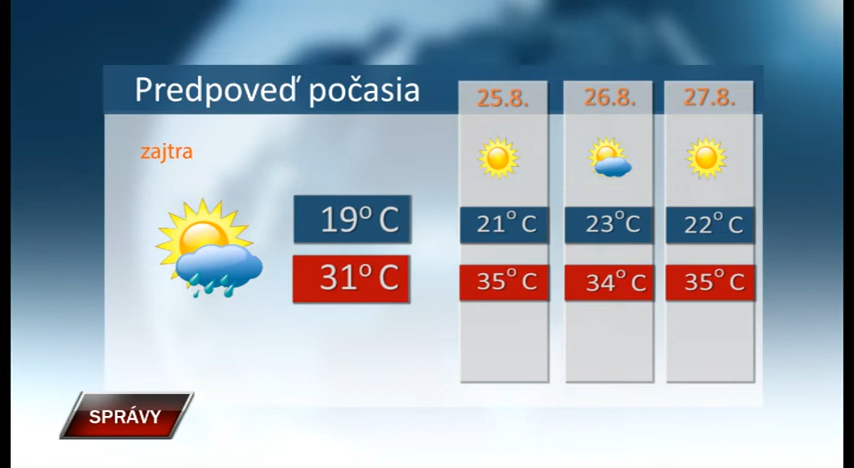 Predpoveď počasia
zajtra
19° C
31° C
25.8.
21° C
35° C
26.8.
23°C
34° C
27.8.
22° C
35° C
SPRÁVY